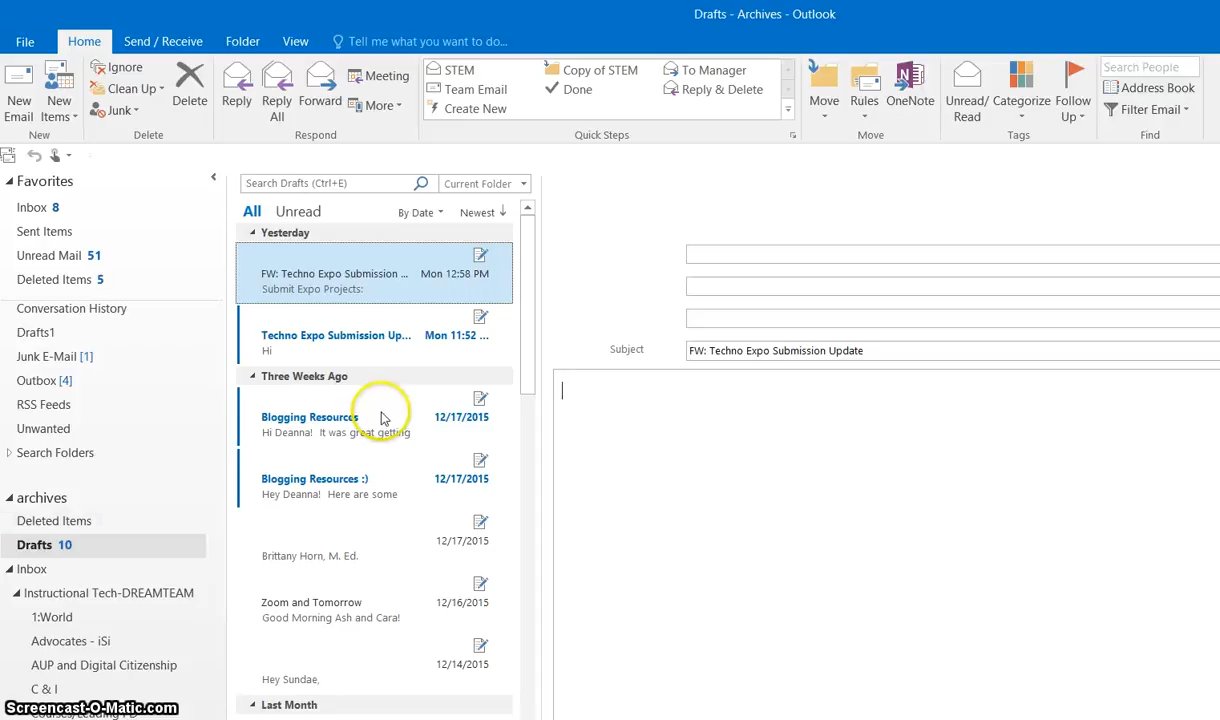 Drafts - Archives - Outlook
File Home Send / Receive Folder View Tell me what you want to do...
New Email
New Items
Ignore
Clean Up
Junk
Delete
Reply
Reply All
Forward
Meeting
More
STEM
Team Email
Create New
Copy of STEM
Done
To Manager
Reply & Delete
Move
Rules
OneNote
Unread/ Read
Categorize
Follow Up
Search People
Address Book
Filter Email
New Delete Respond Quick Steps Move Tags Find
Favorites
Inbox 8
Sent Items
Unread Mail 51
Deleted Items 5
Conversation History
Drafts1
Junk E-Mail [1]
Outbox [4]
RSS Feeds
Unwanted
Search Folders
archives
Deleted Items
Drafts 10
Inbox
Instructional Tech-DREAMTEAM
1:World
Advocates - iSi
AUP and Digital Citizenship
C & I
Screencast-O-Matic.com
Search Drafts (Ctrl+E) Current Folder
All Unread By Date Newest
Yesterday
FW: Techno Expo Submission ... Mon 12:58 PM
Submit Expo Projects:
Techno Expo Submission Up... Mon 11:52 ...
Hi
Three Weeks Ago
Blogging Resources 12/17/2015
Hi Deanna! It was great getting
Blogging Resources :) 12/17/2015
Hey Deanna! Here are some
12/17/2015
Brittany Horn, M. Ed.
Zoom and Tomorrow 12/16/2015
Good Morning Ash and Cara!
12/14/2015
Hey Sundae,
Last Month
Subject FW: Techno Expo Submission Update